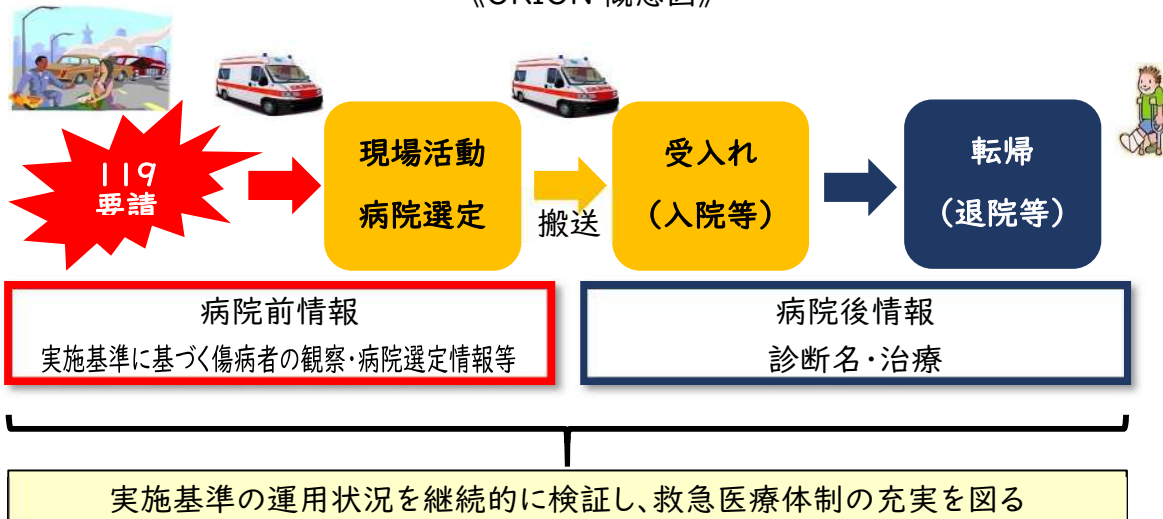 《ORION 概念図》
119
要請
現場活動
病院選定
搬送
受入れ
(入院等)
転帰
(退院等)
病院前情報
実施基準に基づく傷病者の観察・病院選定情報等
病院後情報
診断名・治療
実施基準の運用状況を継続的に検証し、救急医療体制の充実を図る